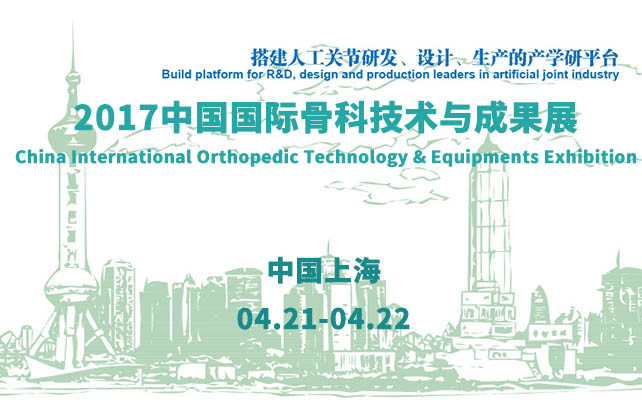 搭建人工关节研发、设计、生产的产学研平台
Build platform for R&D, design and production leaders in artificial joint industry
2017中国国际骨科技术与成果展
China International Orthopedic Technology & Equipments Exhibition
中国上海
04.21-04.22